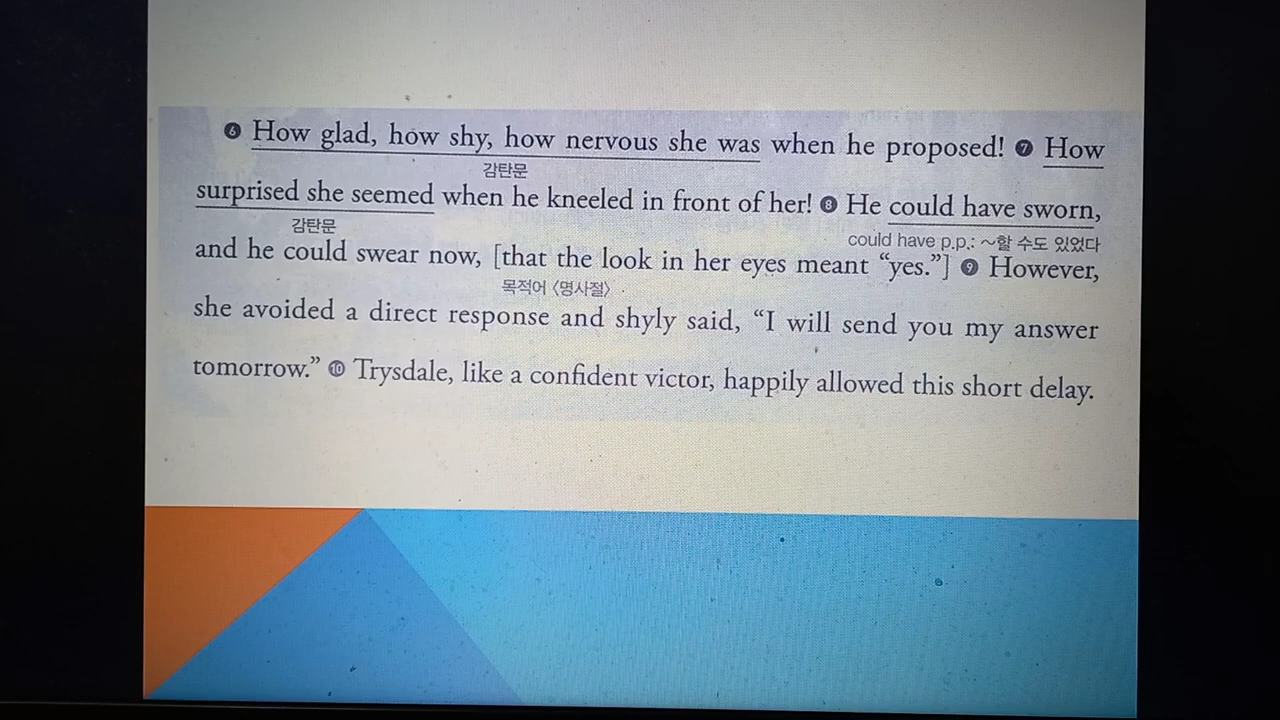 ❻ How glad, how shy, how nervous she was when he proposed! ❼ How
감탄문
surprised she seemed when he kneeled in front of her! ❽ He could have sworn,
감탄문
could have p.p.: ~할 수도 있었다
and he could swear now, [that the look in her eyes meant “yes.”] ❾ However,
목적어 〈명사절〉
she avoided a direct response and shyly said, “I will send you my answer
tomorrow.” ❿ Trysdale, like a confident victor, happily allowed this short delay.